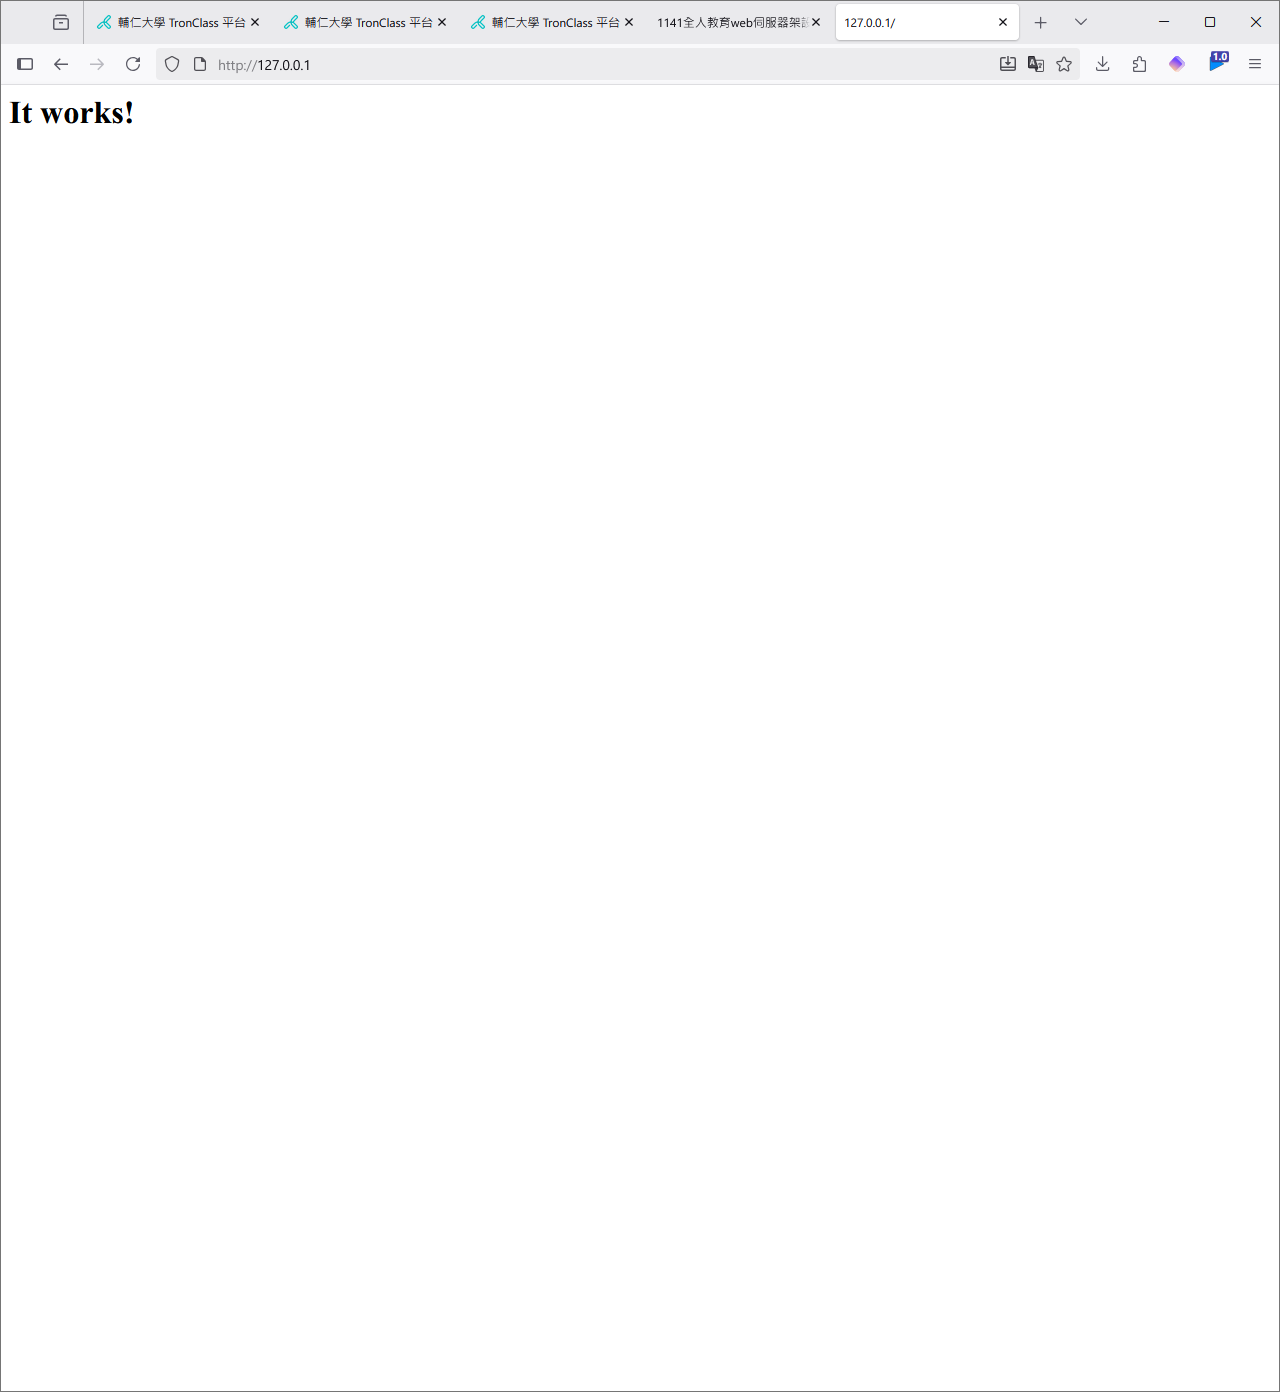 輔仁大學 TronClass 平台
輔仁大學 TronClass 平台
輔仁大學 TronClass 平台
1141全人教育web伺服器架
127.0.0.1/
http://127.0.0.1
1.0
It works!